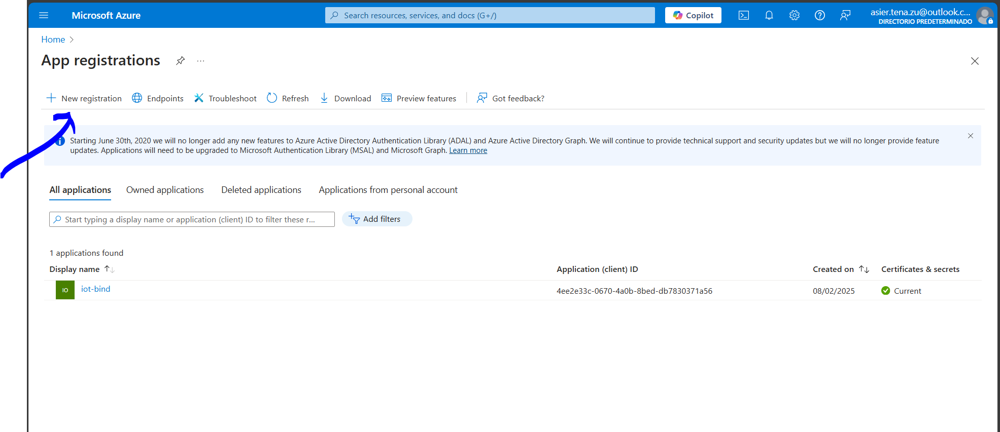 Microsoft Azure
Search resources, services, and docs (G+/)
Copilot
asier.tena.zu@outlook.c...
DIRECTORIO PREDETERMINADO
Home
App registrations
New registration
Endpoints
Troubleshoot
Refresh
Download
Preview features
Got feedback?
Starting June 30th, 2020 we will no longer add any new features to Azure Active Directory Authentication Library (ADAL) and Azure Active Directory Graph. We will continue to provide technical support and security updates but we will no longer provide feature
updates. Applications will need to be upgraded to Microsoft Authentication Library (MSAL) and Microsoft Graph. Learn more
All applications
Owned applications
Deleted applications
Applications from personal account
Start typing a display name or application (client) ID to filter these r...
Add filters
1 applications found
Display name
Application (client) ID
Created on
Certificates & secrets
IO
iot-bind
4ee2e33c-0670-4a0b-8bed-db7830371a56
08/02/2025
Current